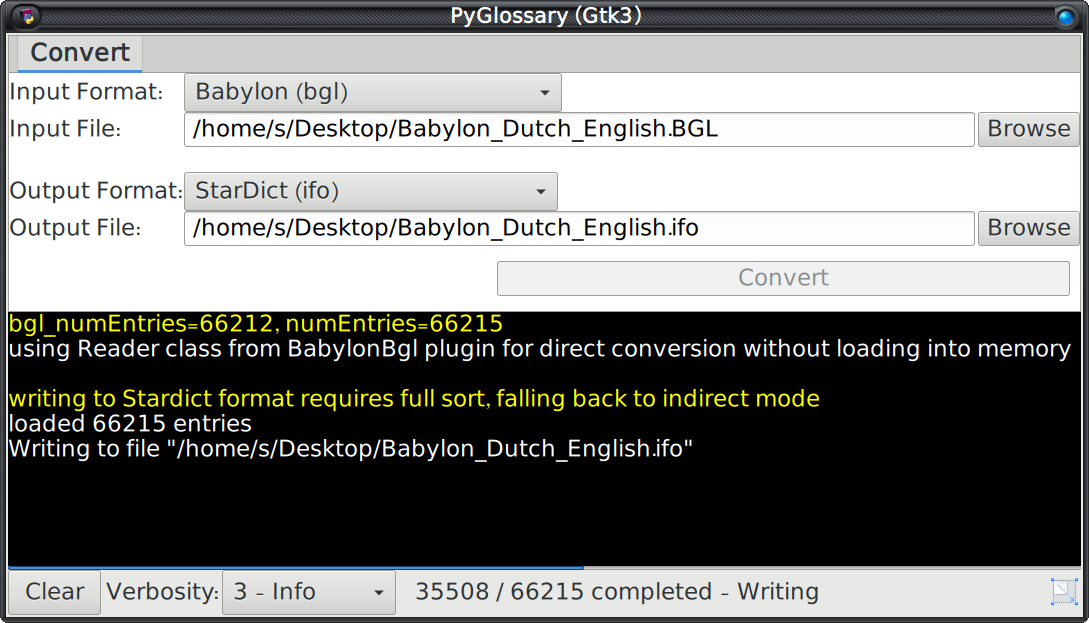 PyGlossary (Gtk3)
Convert
Input Format: Babylon (bgl)
Input File: /home/s/Desktop/Babylon_Dutch_English.BGL Browse
Output Format: StarDict (ifo)
Output File: /home/s/Desktop/Babylon_Dutch_English.ifo Browse
Convert
bgl_numEntries=66212, numEntries=66215
using Reader class from BabylonBgl plugin for direct conversion without loading into memory
writing to Stardict format requires full sort, falling back to indirect mode
loaded 66215 entries
Writing to file "/home/s/Desktop/Babylon_Dutch_English.ifo"
Clear Verbosity: 3 - Info 35508 / 66215 completed - Writing